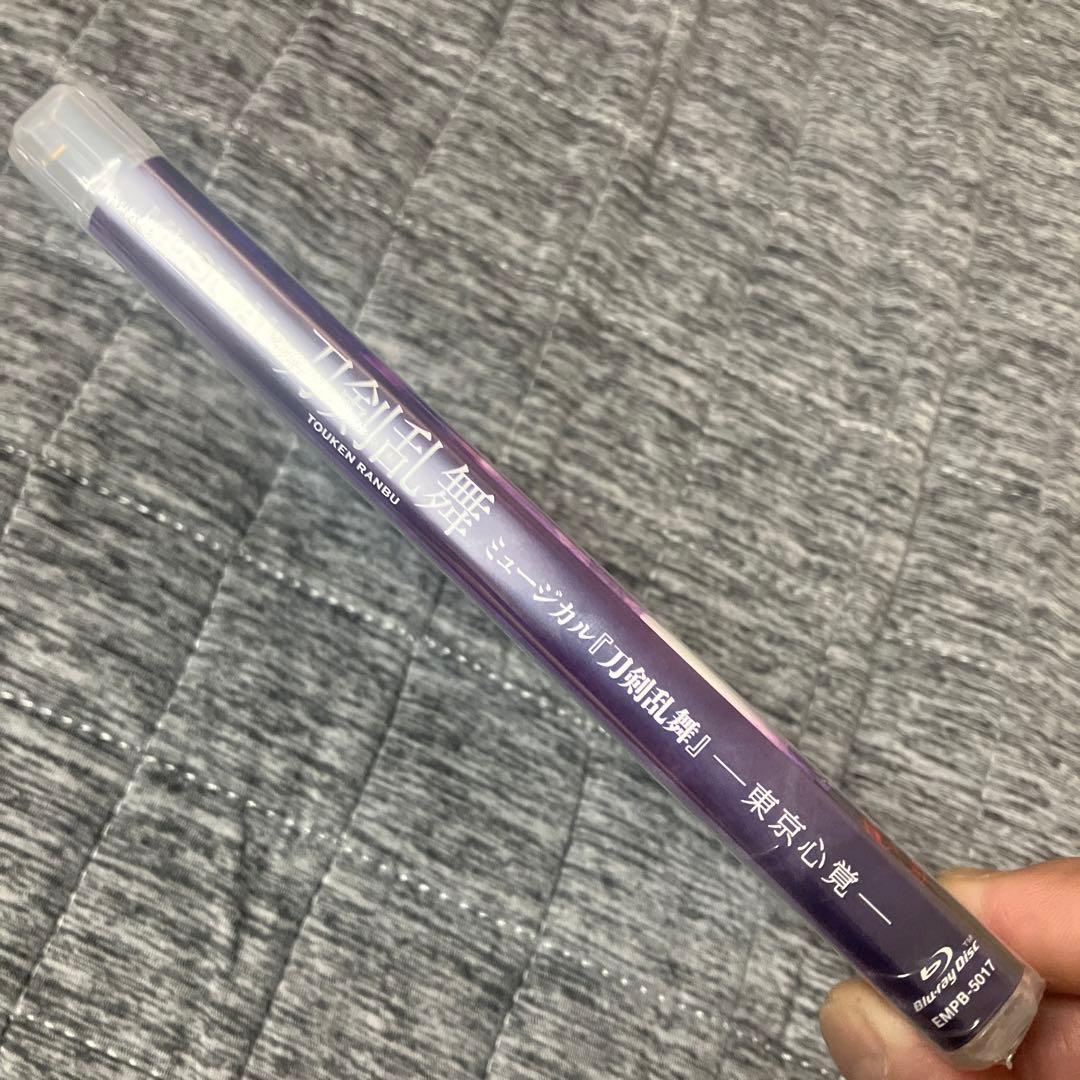 刀剣乱舞
TOUKEN RANBU
ミュージカル『刀剣乱舞』 ―東京心覚―
Blu-ray Disc™
EMPB-5017